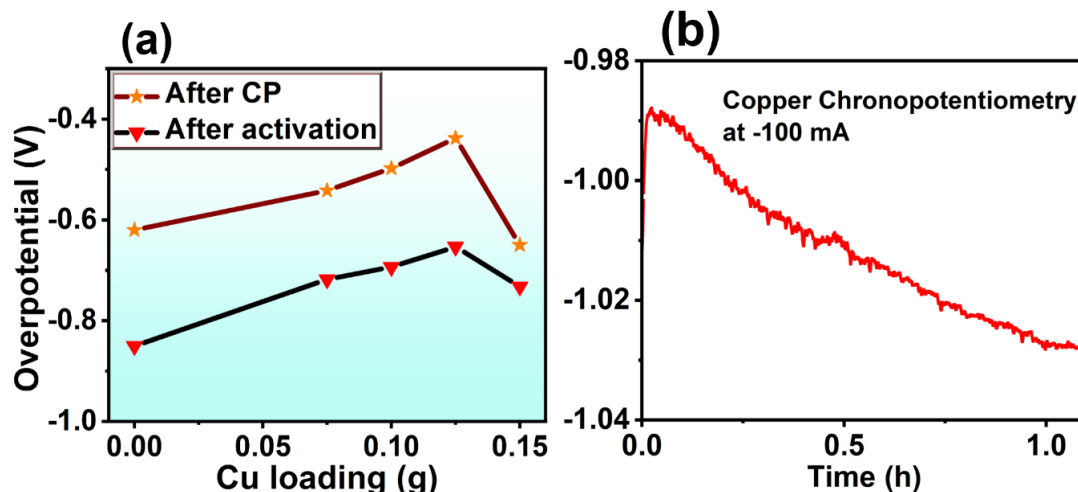 (a)
After CP
After activation
Overpotential (V)
-0.4
-0.6
-0.8
-1.0
0.00 0.05 0.10 0.15
Cu loading (g)
(b)
Copper Chronopotentiometry
at -100 mA
-0.98
-1.00
-1.02
-1.04
0.0 0.5 1.0
Time (h)